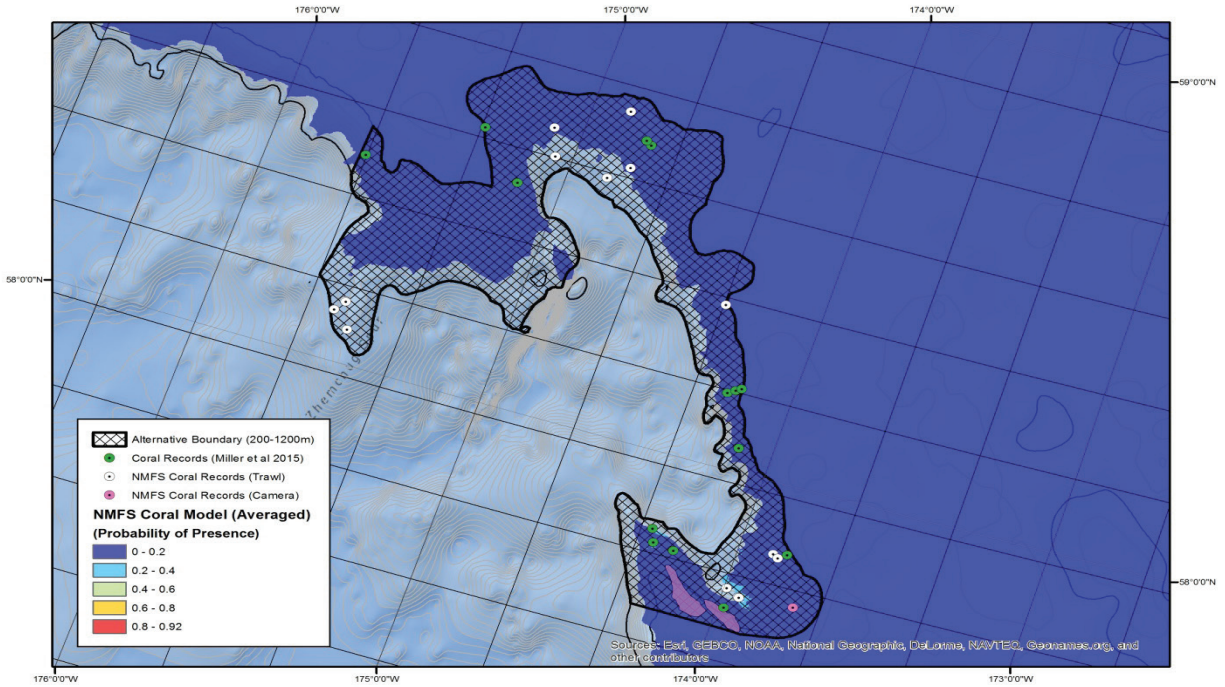 176°0'0"W 175°0'0"W 174°0'0"W
59°0'0"N
58°0'0"N
Zhemchug
Alternative Boundary (200-1200m)
Coral Records (Miller et al 2015)
NMFS Coral Records (Trawl)
NMFS Coral Records (Camera)
NMFS Coral Model (Averaged)
(Probability of Presence)
0 - 0.2
0.2 - 0.4
0.4 - 0.6
0.6 - 0.8
0.8 - 0.92
58°0'0"N
Sources: Esri, GEBCO, NOAA, National Geographic, DeLorme, NAVTEQ, Geonames.org, and
other contributors
176°0'0"W 175°0'0"W 174°0'0"W 173°0'0"W